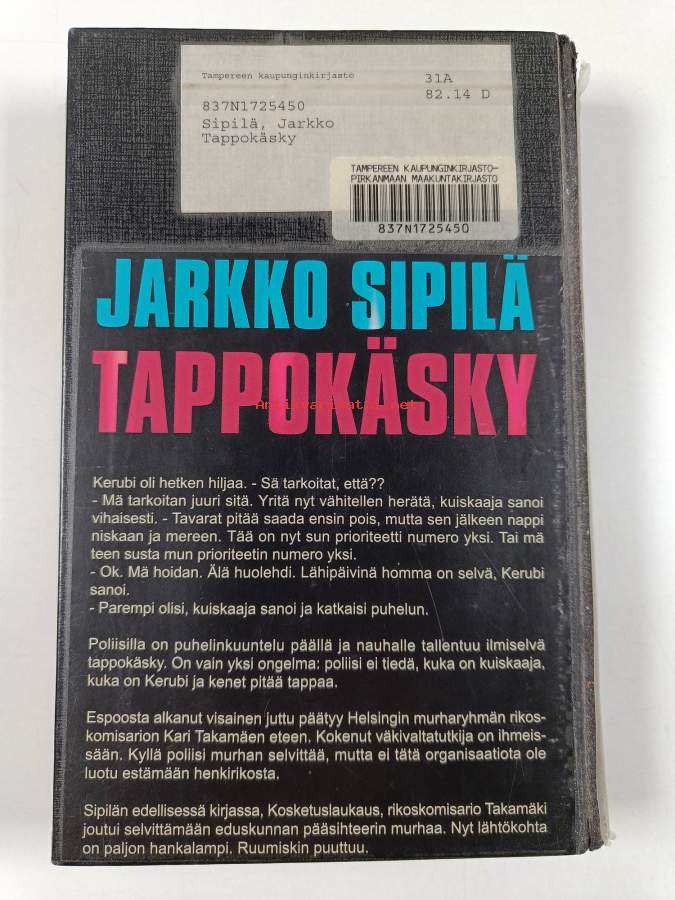 Tampereen kaupunginkirjasto
31A
82.14 D
837N1725450
Sipilä, Jarkko
Tappokäsky
TAMPEREEN KAUPUNGINKIRJASTO-
PIRKANMAAN MAAKUNTAKIRJASTO
837N1725450
JARKKO SIPILÄ
TAPPOKÄSKY
Antikvariaatti.net
Kerubi oli hetken hiljaa. - Sä tarkoitat, että??
- Mä tarkoitan juuri sitä. Yritä nyt vähitellen herätä, kuiskaaja sanoi
vihaisesti. - Tavarat pitää saada ensin pois, mutta sen jälkeen nappi
niskaan ja mereen. Tää on nyt sun prioriteetti numero yksi. Tai mä
teen susta mun prioriteetin numero yksi.
- Ok. Mä hoidan. Älä huolehdi. Lähipäivinä homma on selvä, Kerubi
sanoi.
- Parempi olisi, kuiskaaja sanoi ja katkaisi puhelun.
Poliisilla on puhelinkuuntelu päällä ja nauhalle tallentuu ilmiselvä
tappokäsky. On vain yksi ongelma: poliisi ei tiedä, kuka on kuiskaaja,
kuka on Kerubi ja kenet pitää tappaa.
Espoosta alkanut visainen juttu päätyy Helsingin murharyhmän rikos-
komisarion Kari Takamäen eteen. Kokenut väkivaltatutkija on ihmeis-
sään. Kyllä poliisi murhan selvittää, mutta ei tätä organisaatiota ole
luotu estämään henkirikosta.
Sipilän edellisessä kirjassa, Kosketuslaukaus, rikoskomisario Takamäki
joutui selvittämään eduskunnan pääsihteerin murhaa. Nyt lähtökohta
on paljon hankalampi. Ruumiskin puuttuu.